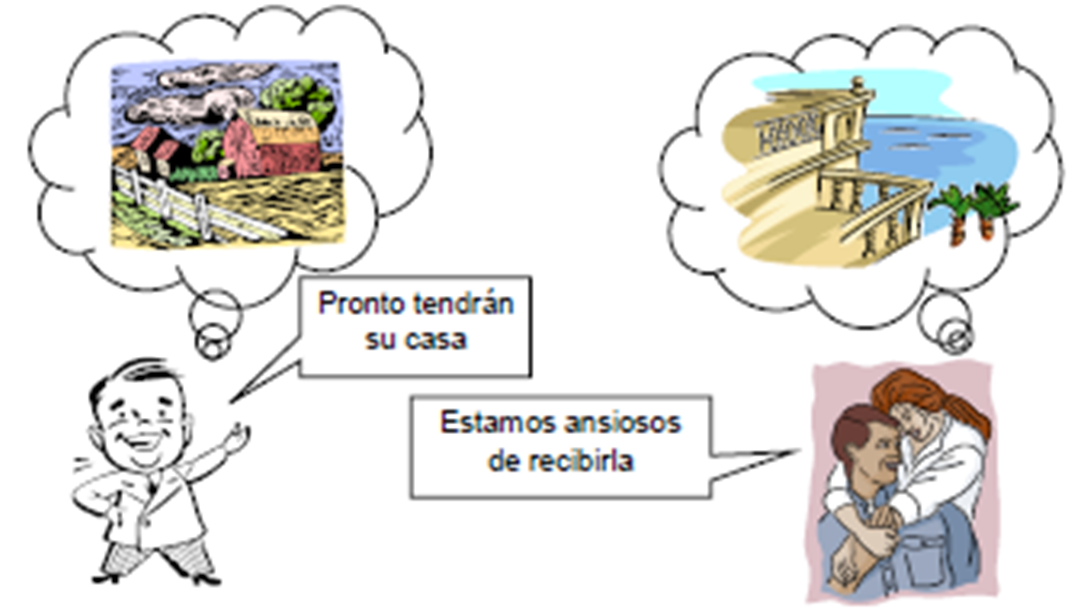 Pronto tendrán
su casa
Estamos ansiosos
de recibirla